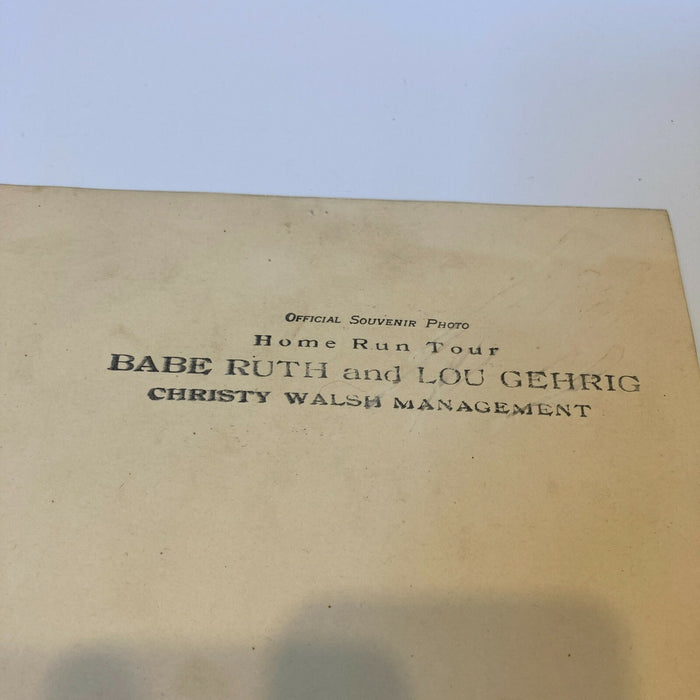 OFFICIAL SOUVENIR PHOTO
Home Run Tour
BABE RUTH and LOU GEHRIG
CHRISTY WALSH MANAGEMENT